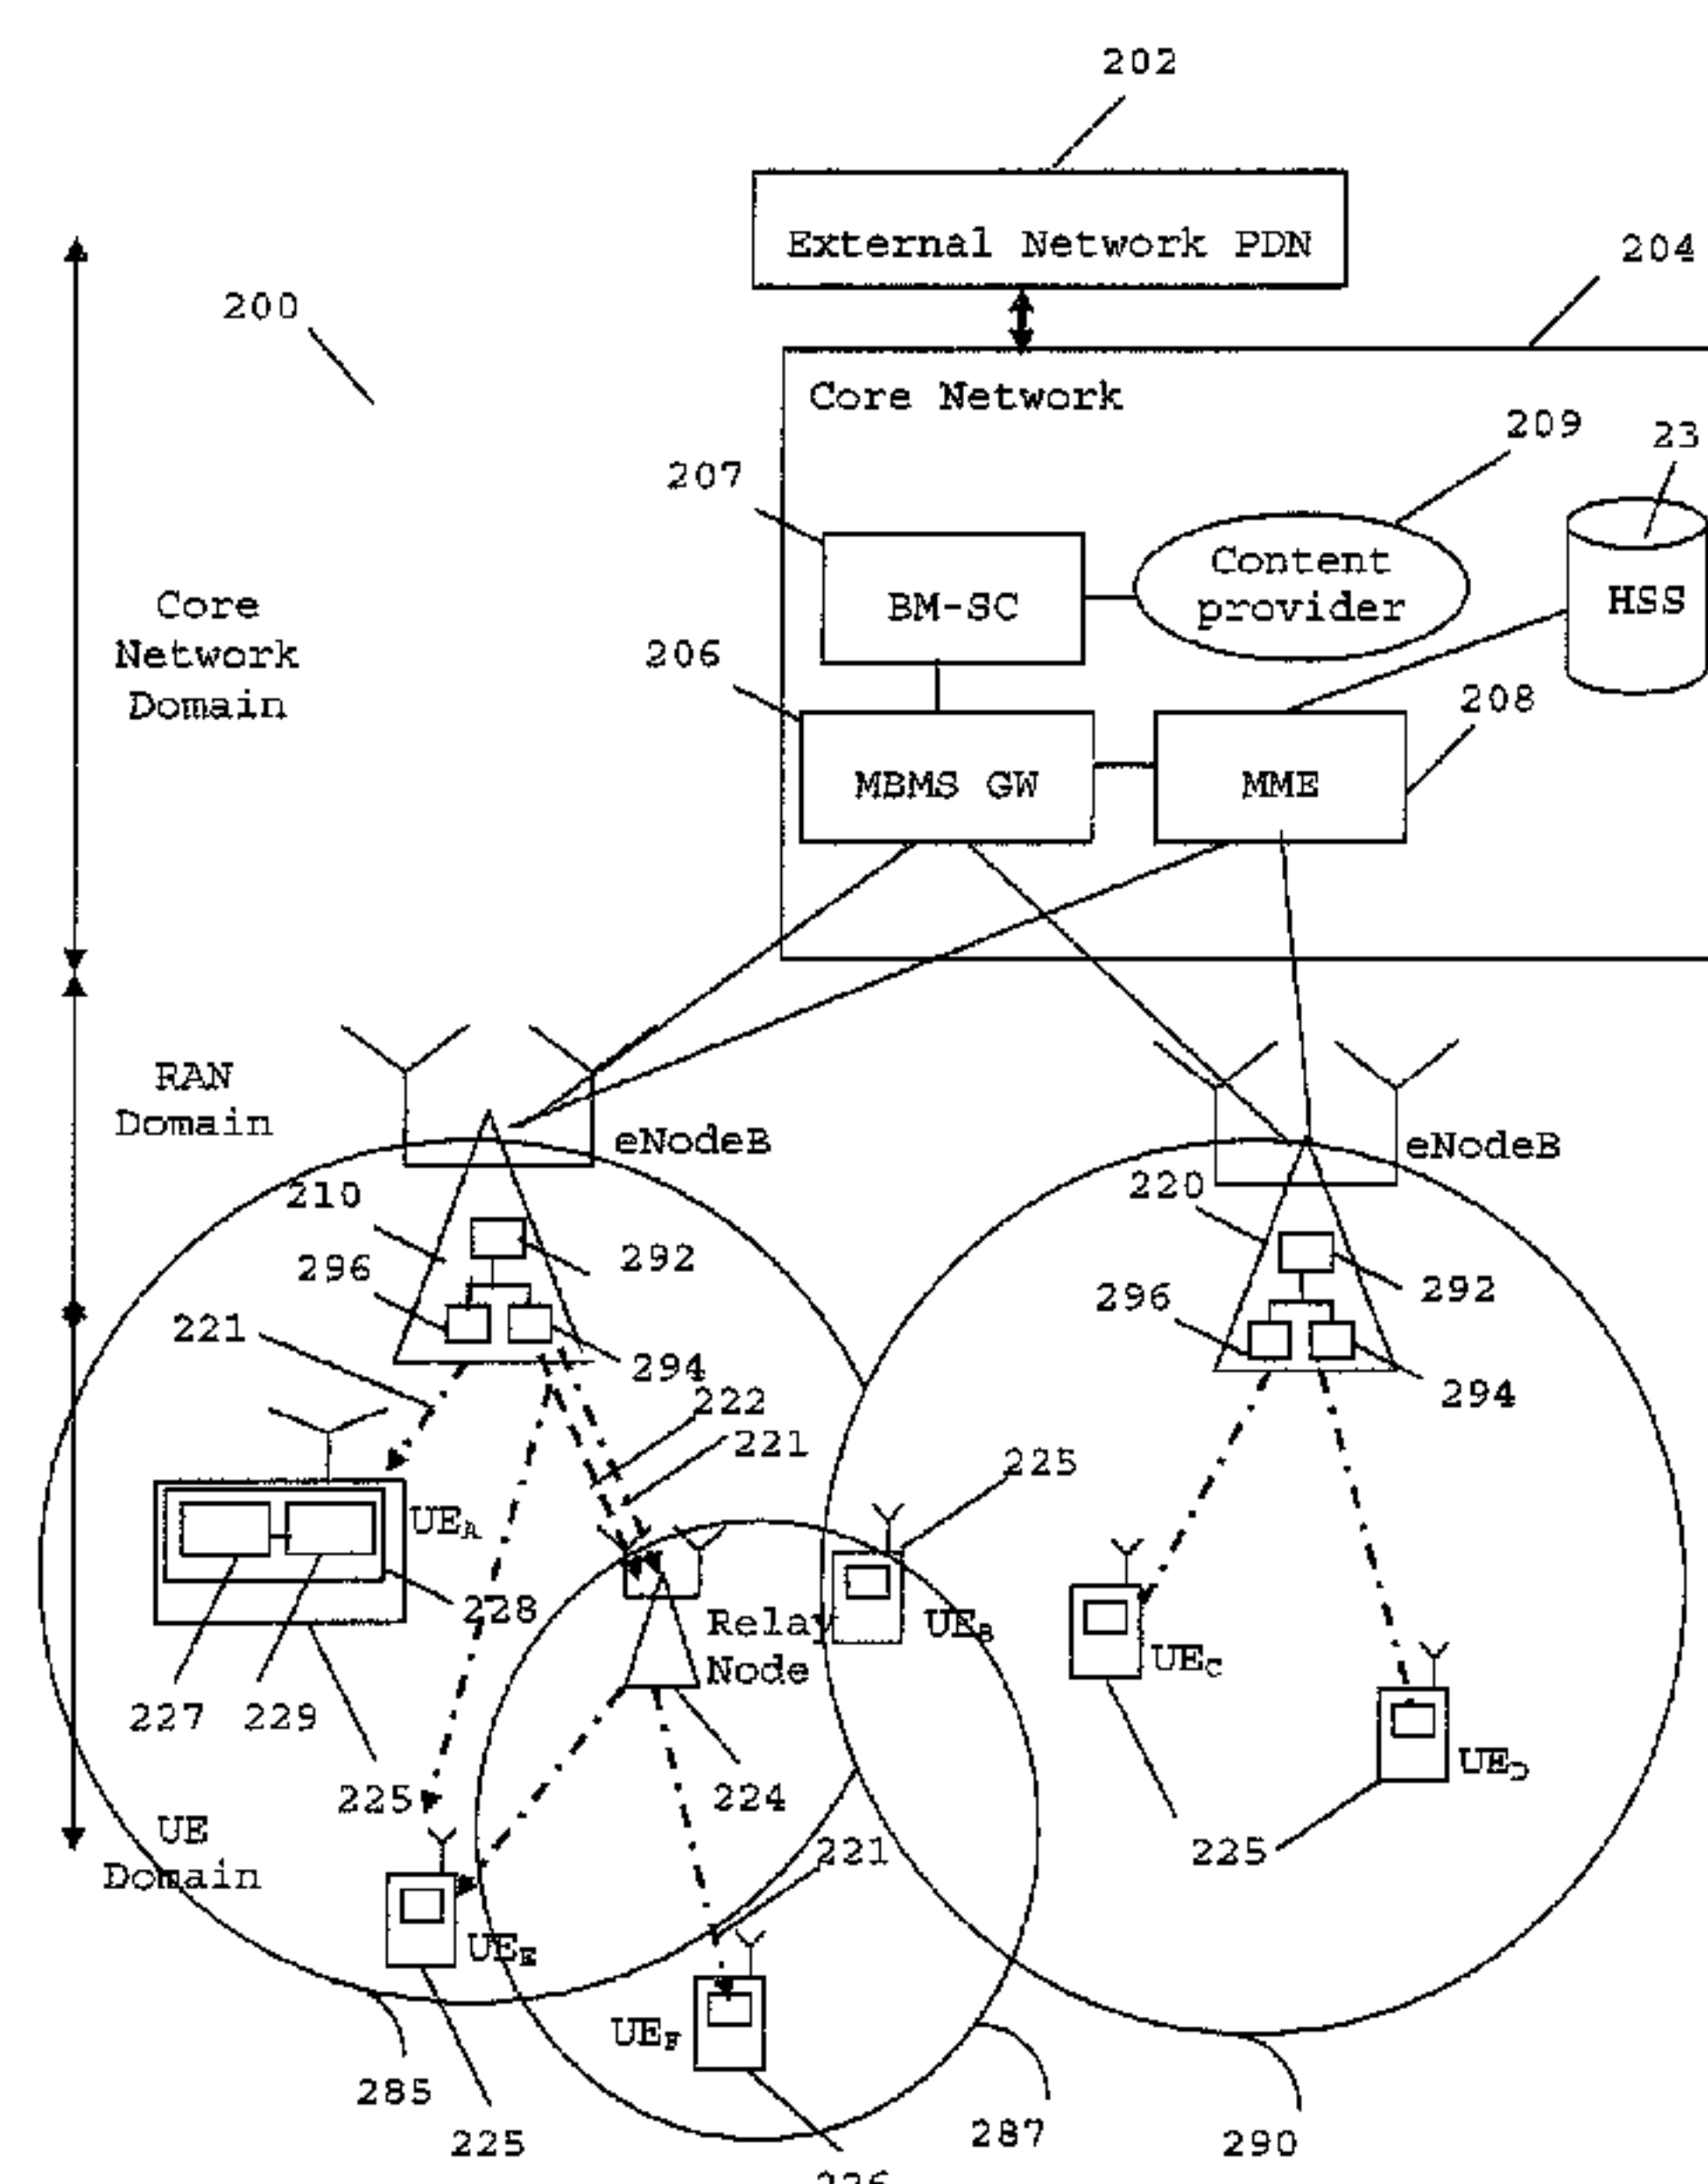 202
External Network PDN
204
200
Core Network
209
23
207
Content
provider
BM-SC
HSS
Core
Network
Domain
206
208
MBMS GW
MME
RAN
Domain
eNodeB
eNodeB
210
220
296
292
296
292
221
294
294
222
221
225
UEA
228
Relay
Node
UEB
UEC
227
229
UED
225
224
UE
Domain
221
225
UEE
UEF
285
225
287
290